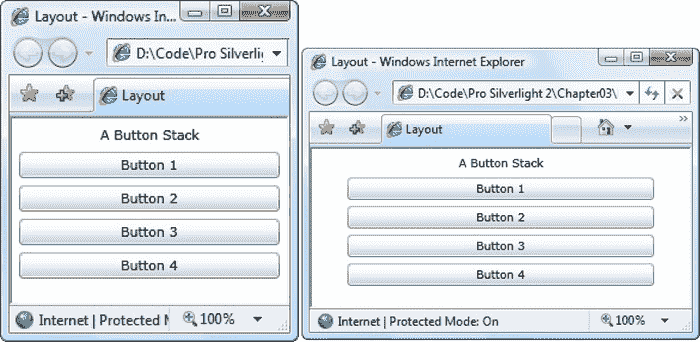 Layout - Windows In...
D:\Code\Pro Silverlig
Layout
A Button Stack
Button 1
Button 2
Button 3
Button 4
Internet | Protected M
100%
Layout - Windows Internet Explorer
D:\Code\Pro Silverlight 2\Chapter03\
Layout
A Button Stack
Button 1
Button 2
Button 3
Button 4
Internet | Protected Mode: On
100%